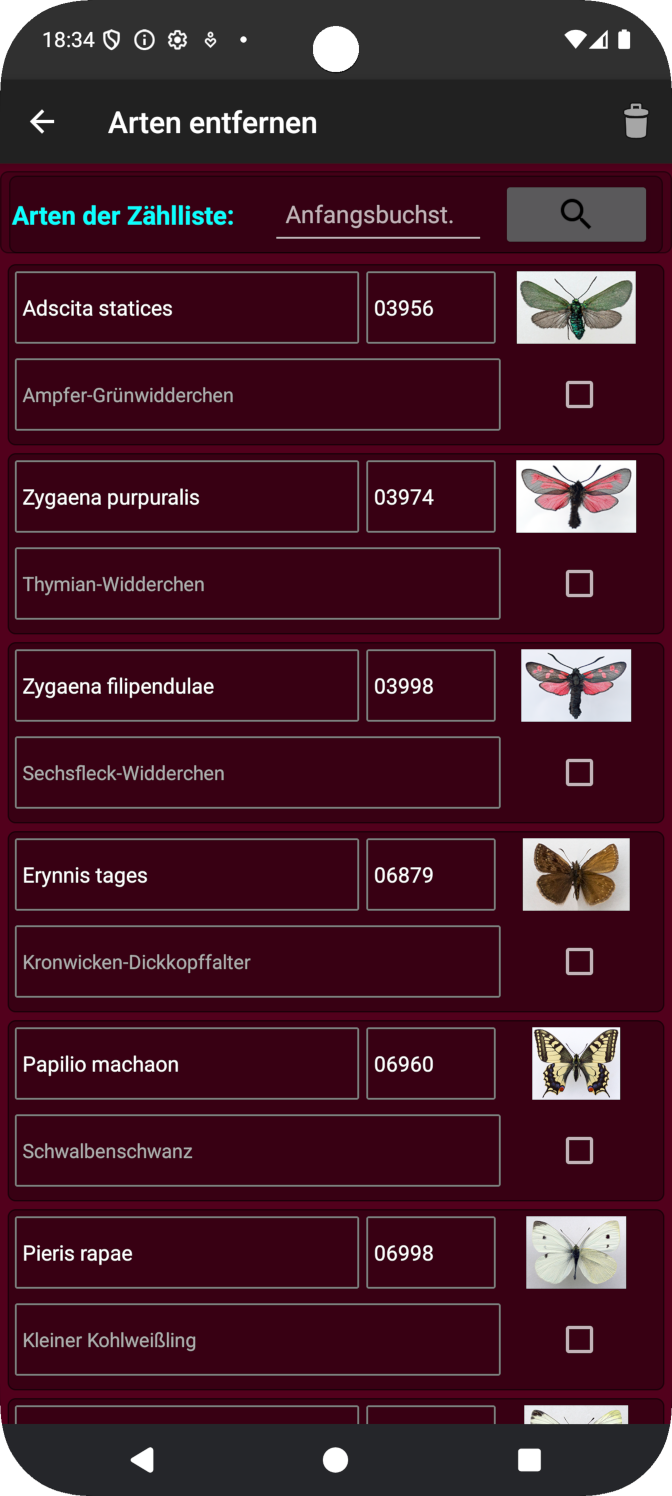 18:34
Arten entfernen
Arten der Zählliste: Anfangsbuchst.
Adscita statices 03956
Ampfer-Grünwidderchen
Zygaena purpuralis 03974
Thymian-Widderchen
Zygaena filipendulae 03998
Sechsfleck-Widderchen
Erynnis tages 06879
Kronwicken-Dickkopffalter
Papilio machaon 06960
Schwalbenschwanz
Pieris rapae 06998
Kleiner Kohlweißling